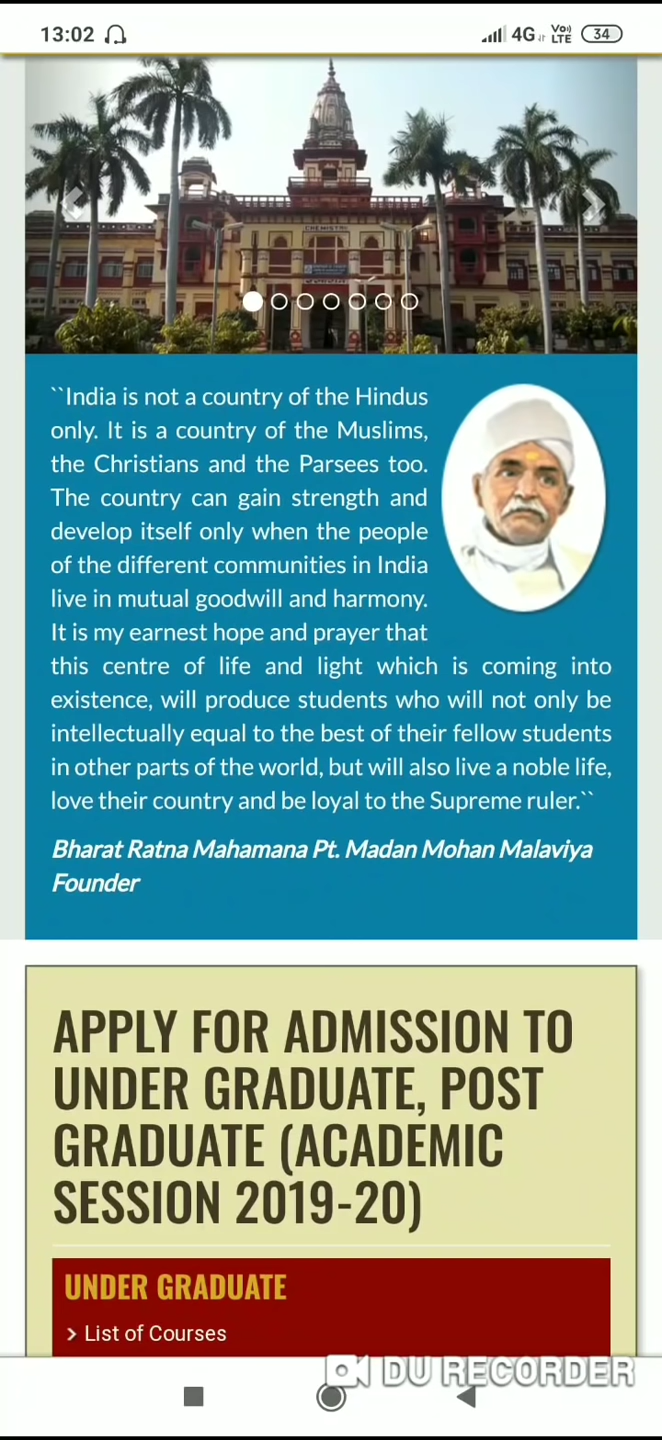 13:02 4G Vo)) LTE 34
CHEMISTRY
``India is not a country of the Hindus
only. It is a country of the Muslims,
the Christians and the Parsees too.
The country can gain strength and
develop itself only when the people
of the different communities in India
live in mutual goodwill and harmony.
It is my earnest hope and prayer that
this centre of life and light which is coming into
existence, will produce students who will not only be
intellectually equal to the best of their fellow students
in other parts of the world, but will also live a noble life,
love their country and be loyal to the Supreme ruler.``
Bharat Ratna Mahamana Pt. Madan Mohan Malaviya
Founder
APPLY FOR ADMISSION TO
UNDER GRADUATE, POST
GRADUATE (ACADEMIC
SESSION 2019-20)
UNDER GRADUATE
> List of Courses
DU RECORDER